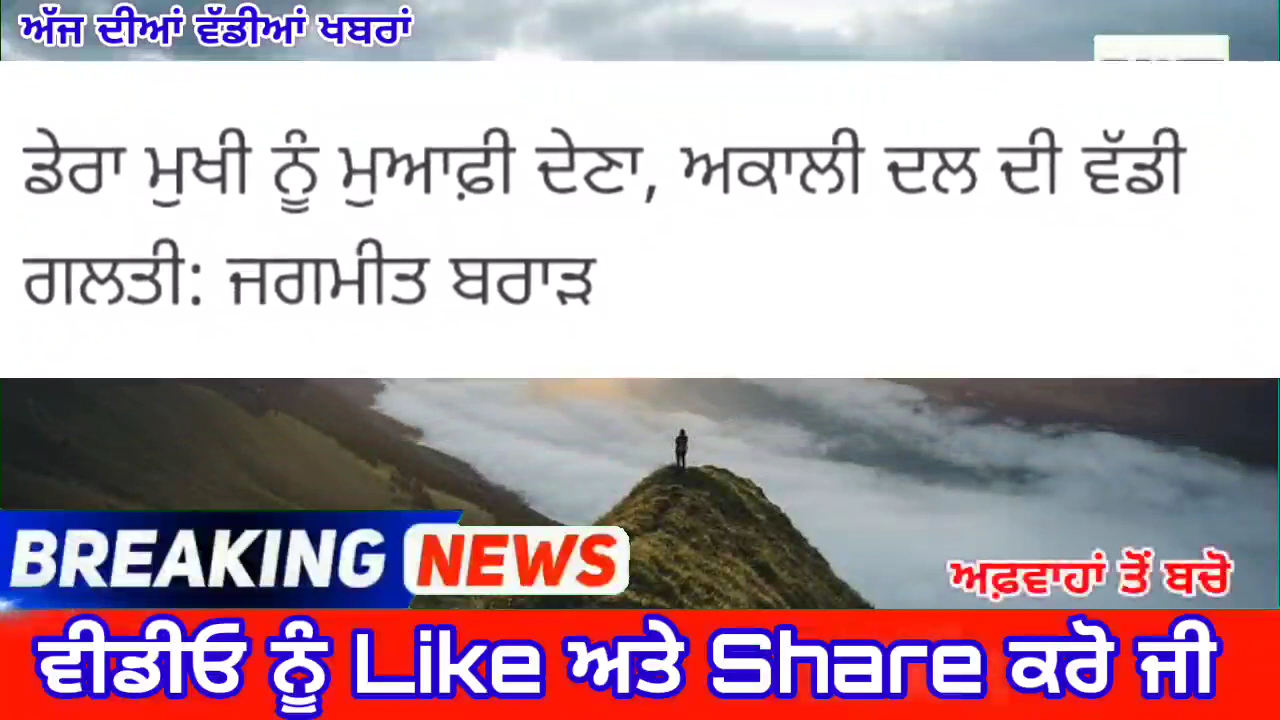 ਅੱਜ ਦੀਆਂ ਵੱਡੀਆਂ ਖਬਰਾਂ
ਡੇਰਾ ਮੁਖੀ ਨੂੰ ਮੁਆਫ਼ੀ ਦੇਣਾ, ਅਕਾਲੀ ਦਲ ਦੀ ਵੱਡੀ
ਗਲਤੀ: ਜਗਮੀਤ ਬਰਾੜ
BREAKING NEWS
ਅਫ਼ਵਾਹਾਂ ਤੋਂ ਬਚੋ
ਵੀਡੀਓ ਨੂੰ Like ਅਤੇ Share ਕਰੋ ਜੀ